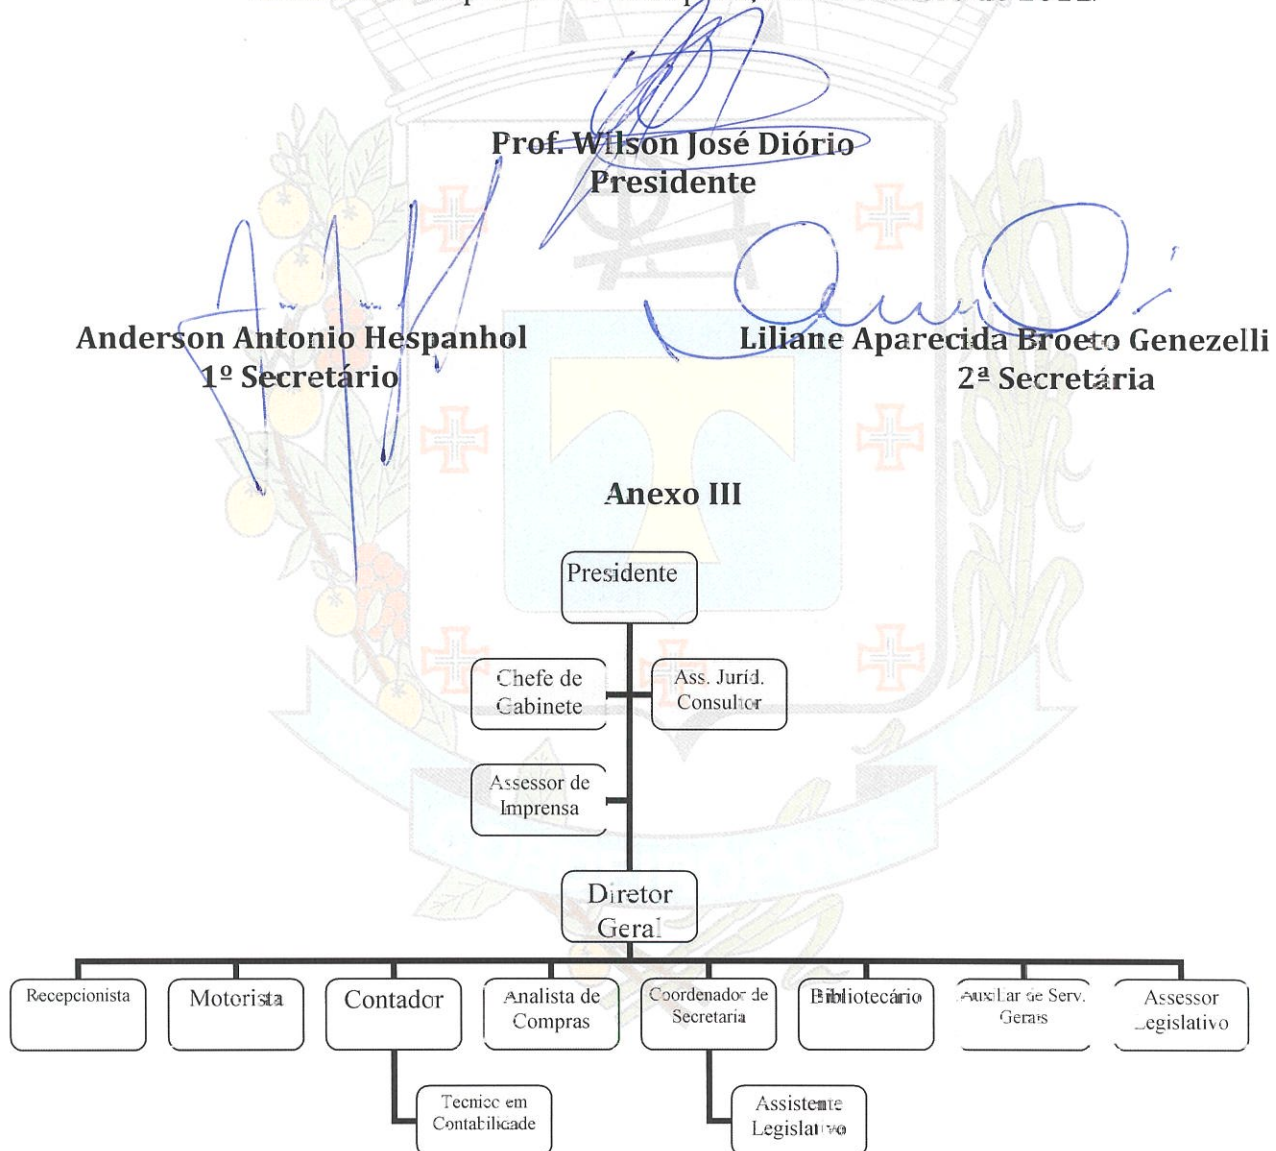 Prof. Wilson José Diório
Presidente
Anderson Antonio Hespanhol
1º Secretário
Liliane Aparecida Broeto Genezelli
2ª Secretária
Anexo III
Presidente
Chefe de
Gabinete
Ass. Juríd.
Consultor
Assessor de
Imprensa
Diretor
Geral
Recepcionista
Motorista
Contador
Analista de
Compras
Coordenador de
Secretaria
Bibliotecário
Auxiliar de Serv.
Gerais
Assessor
Legislativo
Tecnico em
Contabilidade
Assistente
Legislativo